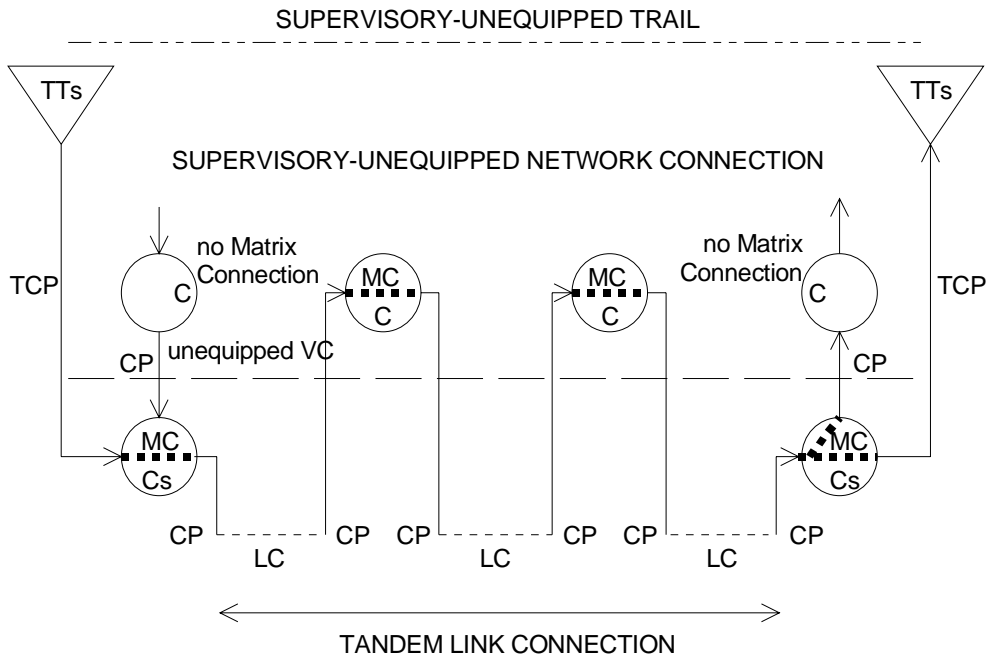 SUPERVISORY-UNEQUIPPED TRAIL
TTs
TTs
SUPERVISORY-UNEQUIPPED NETWORK CONNECTION
no Matrix
Connection
no Matrix
Connection
TCP
C
MC
C
MC
C
C
TCP
unequipped VC
CP
CP
MC
Cs
MC
Cs
CP
LC
CP
CP
LC
CP
CP
LC
CP
TANDEM LINK CONNECTION